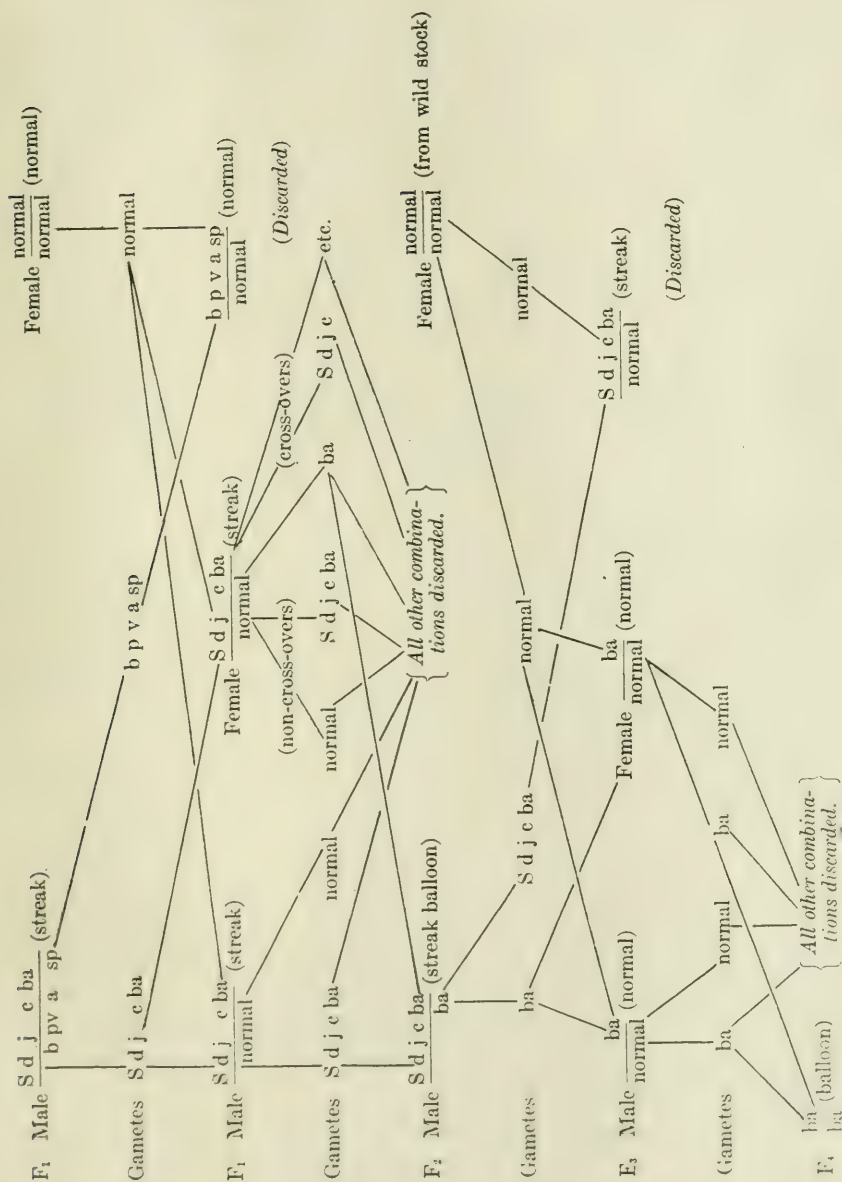 F₁ Male S d j c ba (streak). Female normal (normal)
b pv a sp normal
Gametes S d j c ba b p v a sp normal
F₁ Male S d j c ba (streak) Female S d j c ba (streak) b p v a sp (normal)
normal normal normal
(Discarded)
(non-cross-overs) (cross-overs)
Gametes S d j c ba normal normal S d j c ba ba S d j c etc.
{ All other combina- }
{ tions discarded. }
F₂ Male S d j c ba (streak balloon) Female normal (from wild stock)
ba normal
Gametes ba S d j c ba normal normal
E₃ Male ba (normal) Female ba (normal) S d j c ba (streak)
normal normal normal
(Discarded)
Gametes ba normal ba normal
{ All other combina- }
{ tions discarded. }
F₄ ba (balloon)
ba